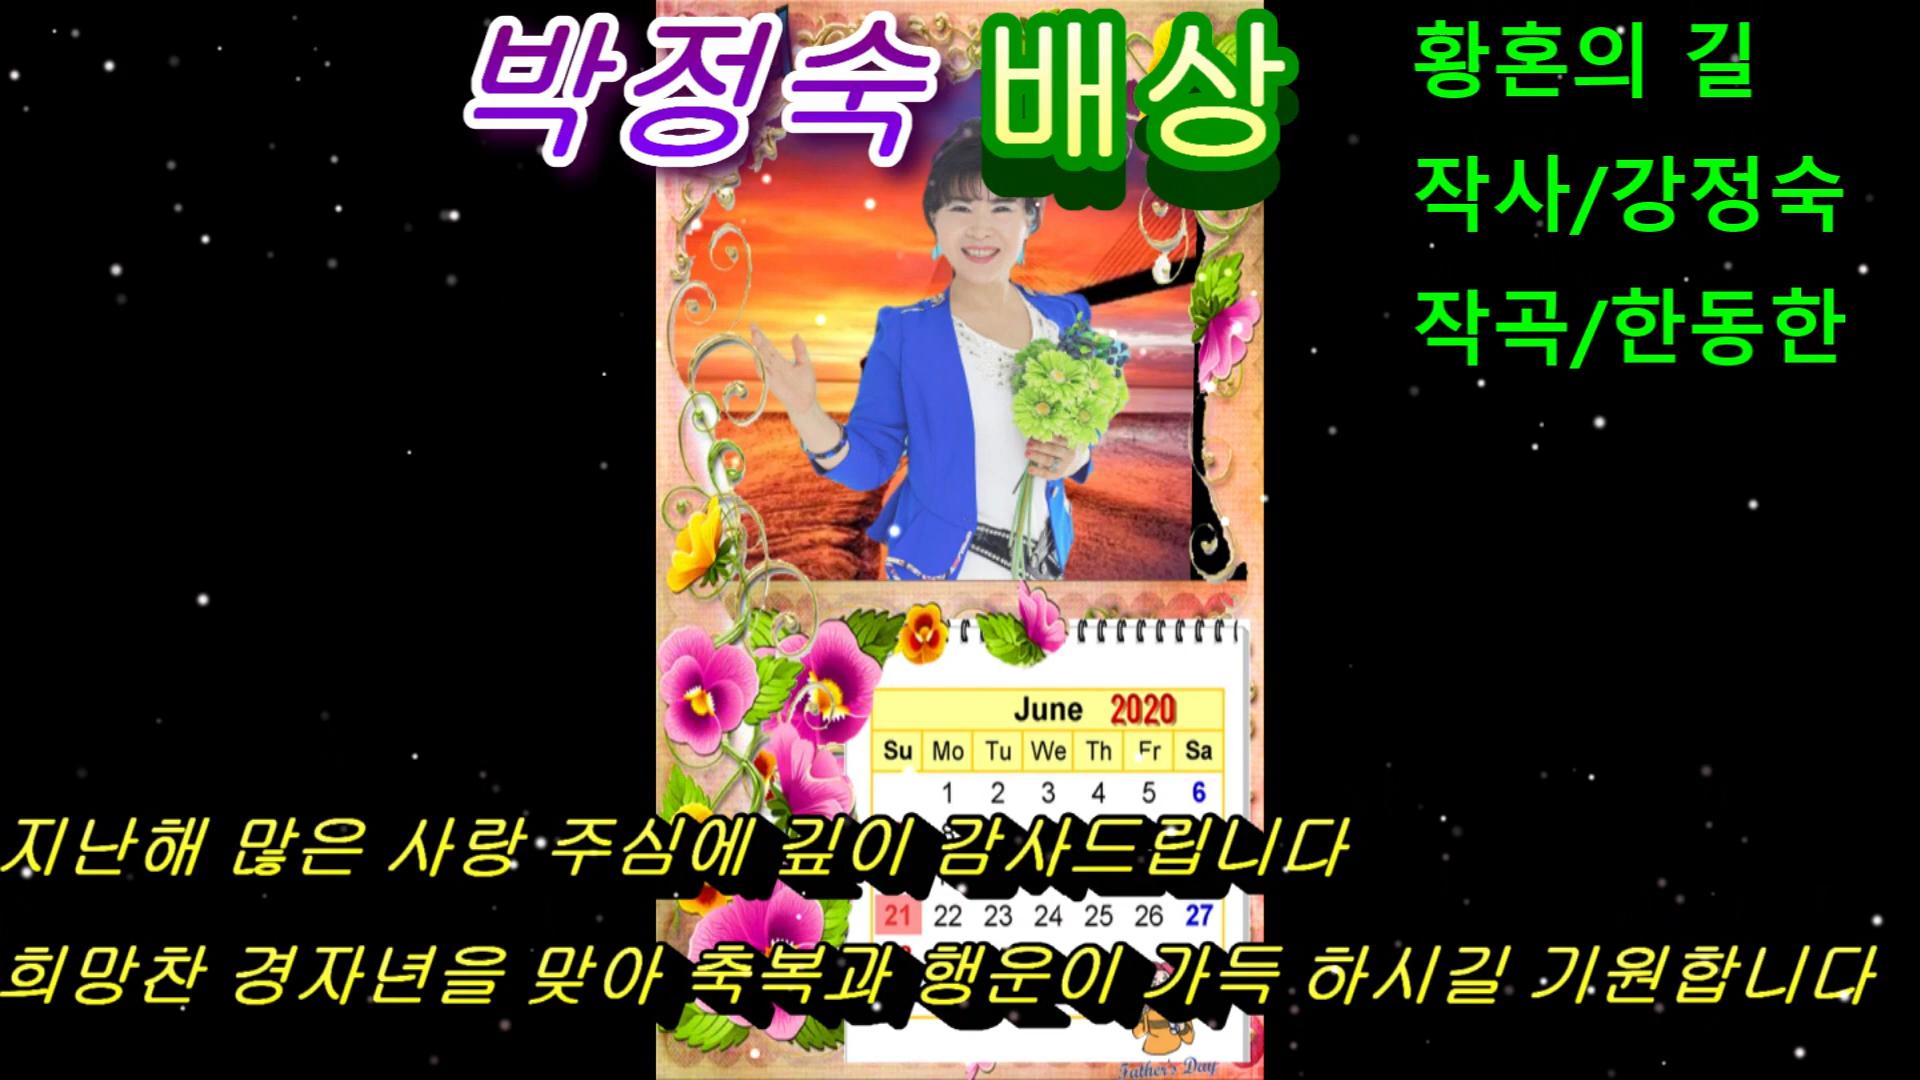 박정숙 배상
황혼의 길
작사/강정숙
작곡/한동한
June 2020
Su Mo Tu We Th Fr Sa
1 2 3 4 5 6
지난해 많은 사랑 주심에 깊이 감사드립니다
21 22 23 24 25 26 27
희망찬 경자년을 맞아 축복과 행운이 가득 하시길 기원합니다
Father's Day